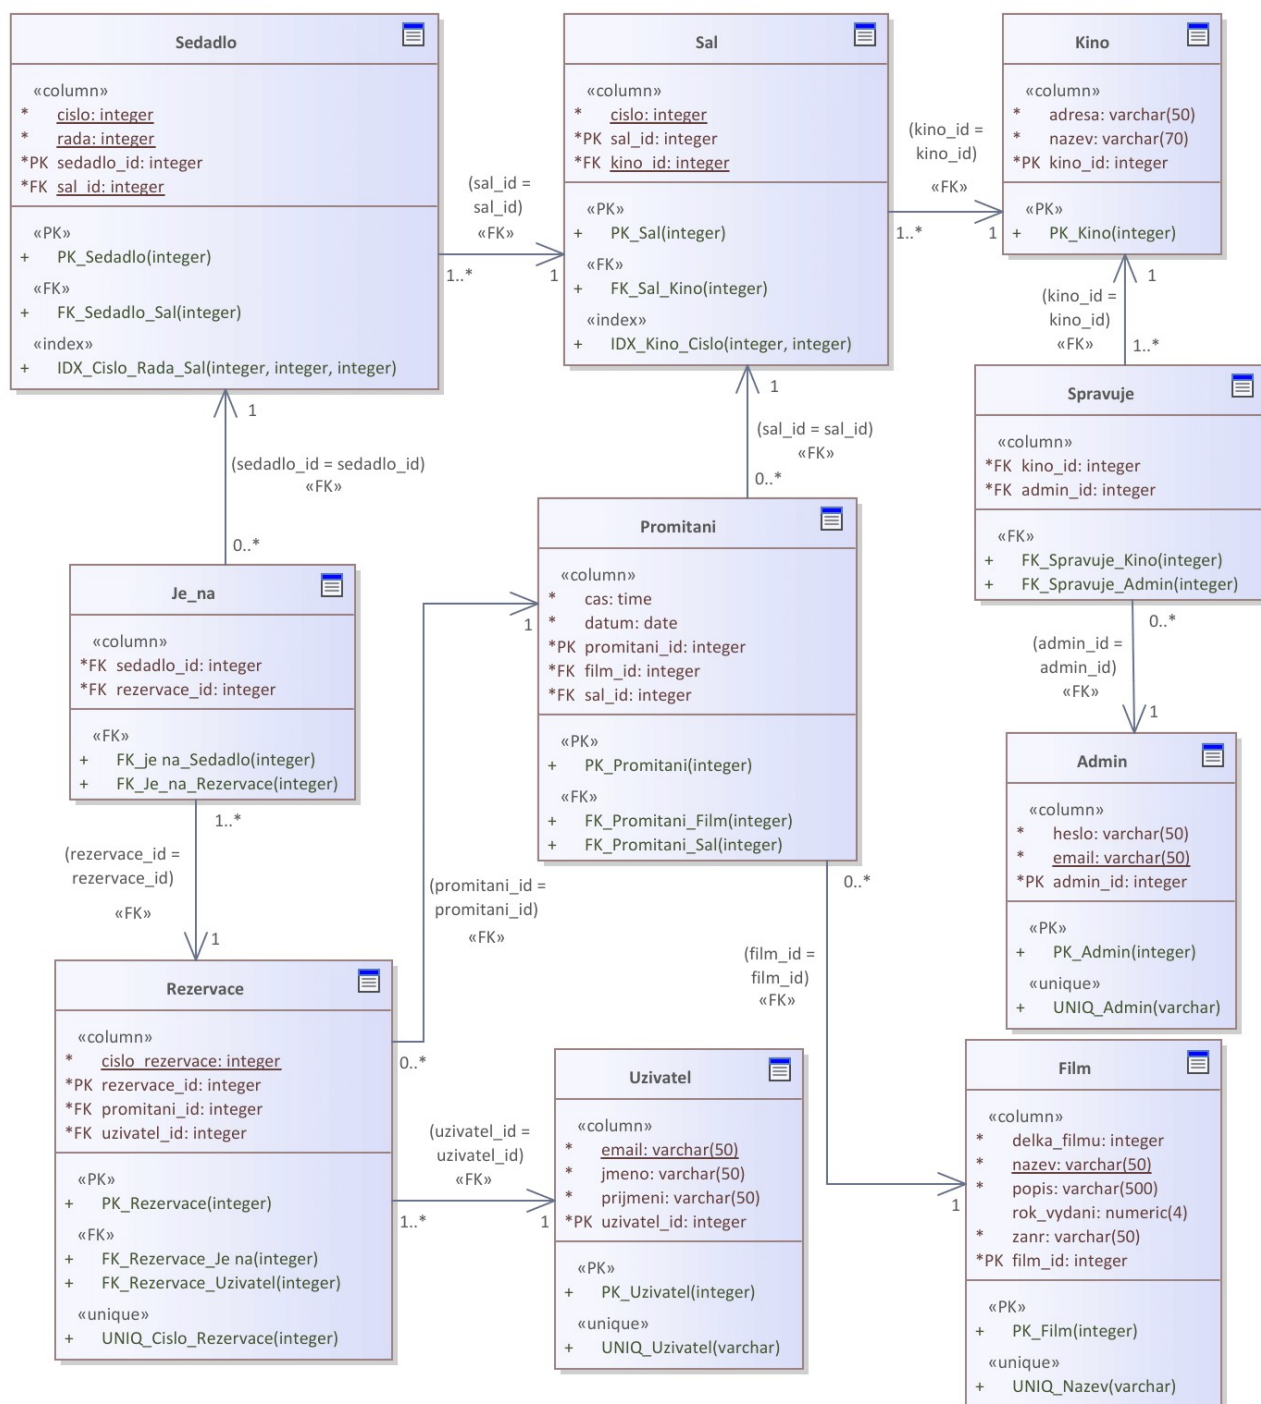 Sedadlo
«column»
* cislo: integer
* rada: integer
*PK sedadlo_id: integer
*FK sal_id: integer
«PK»
+ PK_Sedadlo(integer)
«FK»
+ FK_Sedadlo_Sal(integer)
«index»
+ IDX_Cislo_Rada_Sal(integer, integer, integer)
(sal_id =
sal_id)
«FK»
1..*
1
Sal
«column»
* cislo: integer
*PK sal_id: integer
*FK kino_id: integer
«PK»
+ PK_Sal(integer)
«FK»
+ FK_Sal_Kino(integer)
«index»
+ IDX_Kino_Cislo(integer, integer)
(kino_id =
kino_id)
«FK»
1..*
1
Kino
«column»
* adresa: varchar(50)
* nazev: varchar(70)
*PK kino_id: integer
«PK»
+ PK_Kino(integer)
1
(kino_id =
kino_id)
«FK»
1..*
Spravuje
«column»
*FK kino_id: integer
*FK admin_id: integer
«FK»
+ FK_Spravuje_Kino(integer)
+ FK_Spravuje_Admin(integer)
0..*
(admin_id =
admin_id)
«FK»
1
1
(sedadlo_id = sedadlo_id)
«FK»
0..*
1
(sal_id = sal_id)
«FK»
0..*
Je_na
«column»
*FK sedadlo_id: integer
*FK rezervace_id: integer
«FK»
+ FK_je na_Sedadlo(integer)
+ FK_Je_na_Rezervace(integer)
1..*
(rezervace_id =
rezervace_id)
«FK»
1
Promitani
«column»
* cas: time
* datum: date
*PK promitani_id: integer
*FK film_id: integer
*FK sal_id: integer
«PK»
+ PK_Promitani(integer)
«FK»
+ FK_Promitani_Film(integer)
+ FK_Promitani_Sal(integer)
1
(promitani_id =
promitani_id)
«FK»
0..*
0..*
(film_id =
film_id)
«FK»
1
Admin
«column»
* heslo: varchar(50)
* email: varchar(50)
*PK admin_id: integer
«PK»
+ PK_Admin(integer)
«unique»
+ UNIQ_Admin(varchar)
Rezervace
«column»
* cislo_rezervace: integer
*PK rezervace_id: integer
*FK promitani_id: integer
*FK uzivatel_id: integer
«PK»
+ PK_Rezervace(integer)
«FK»
+ FK_Rezervace_Je na(integer)
+ FK_Rezervace_Uzivatel(integer)
«unique»
+ UNIQ_Cislo_Rezervace(integer)
(uzivatel_id =
uzivatel_id)
«FK»
1..*
1
Uzivatel
«column»
* email: varchar(50)
* jmeno: varchar(50)
* prijmeni: varchar(50)
*PK uzivatel_id: integer
«PK»
+ PK_Uzivatel(integer)
«unique»
+ UNIQ_Uzivatel(varchar)
Film
«column»
* delka_filmu: integer
* nazev: varchar(50)
* popis: varchar(500)
rok_vydani: numeric(4)
* zanr: varchar(50)
*PK film_id: integer
«PK»
+ PK_Film(integer)
«unique»
+ UNIQ_Nazev(varchar)